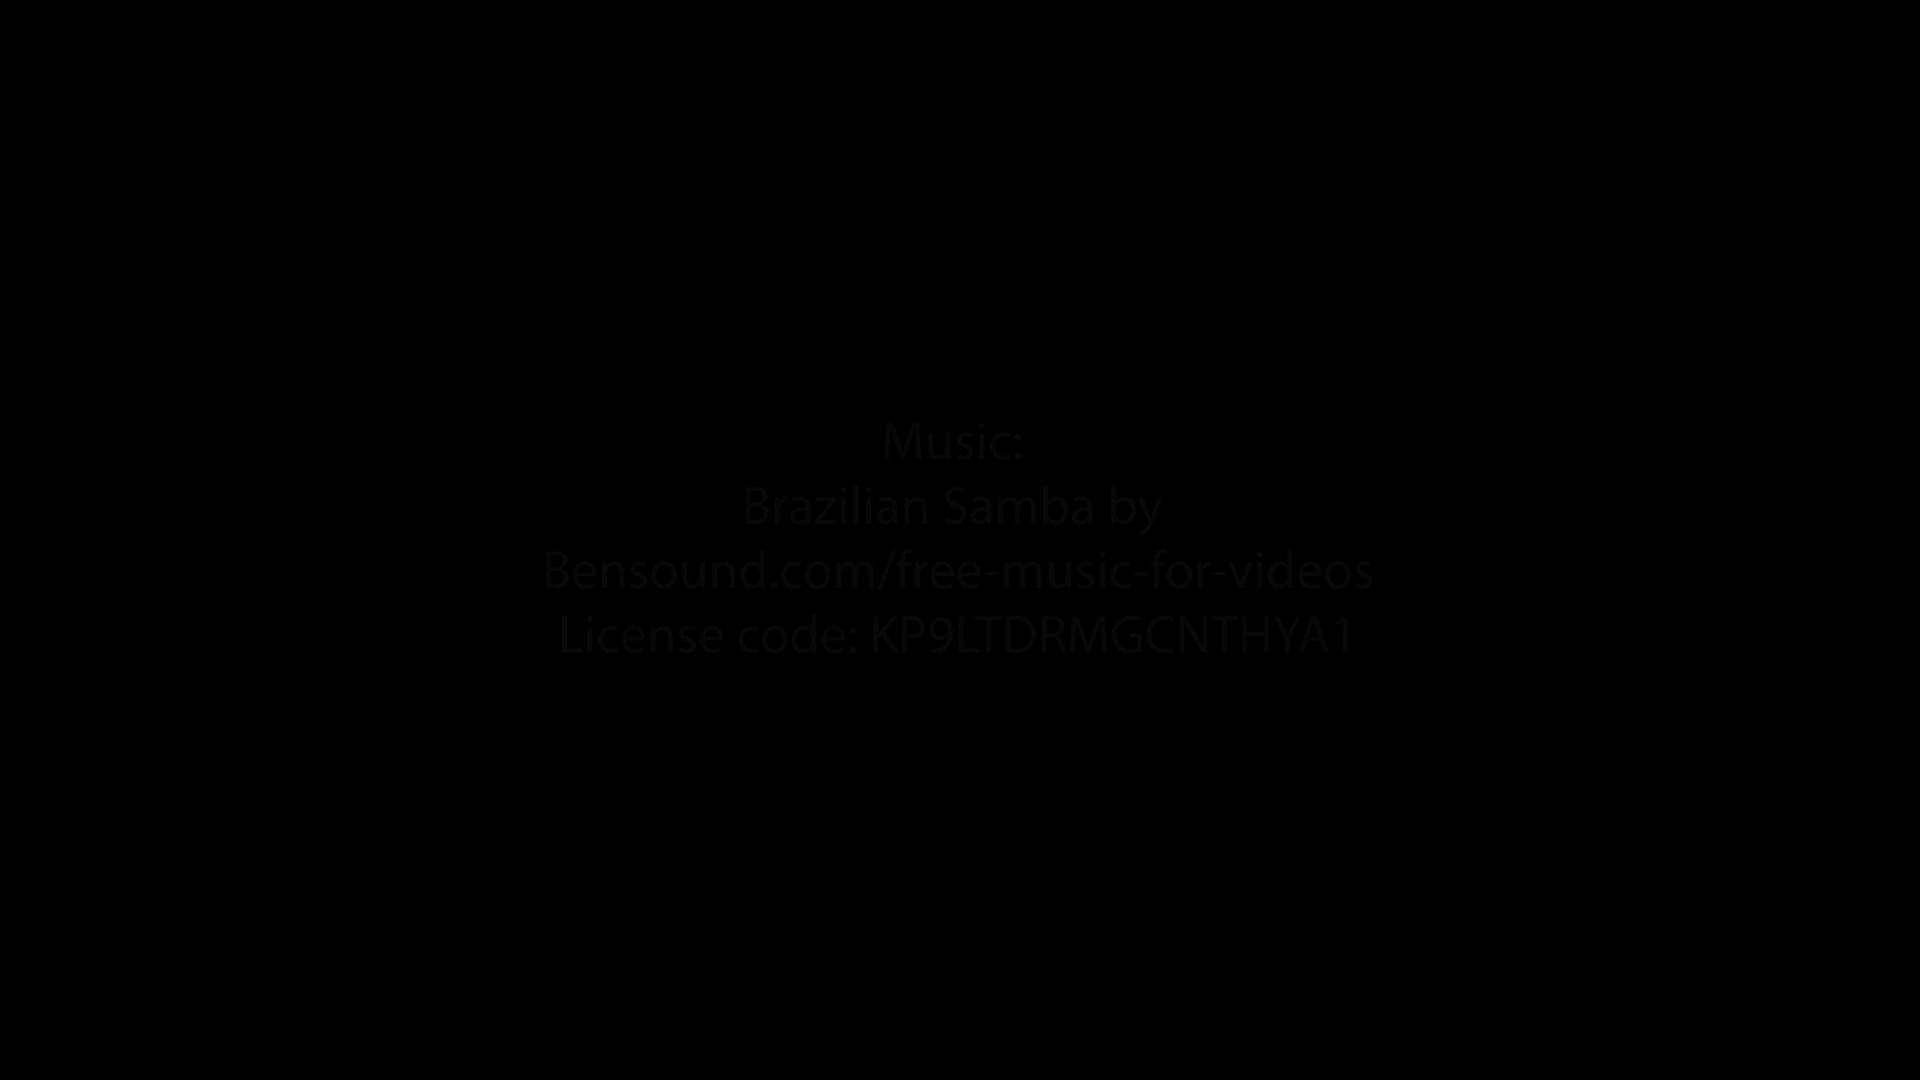 Music:
Brazilian Samba by
Bensound.com/free-music-for-videos
License code: KP9LTDRMGCNTHYA1